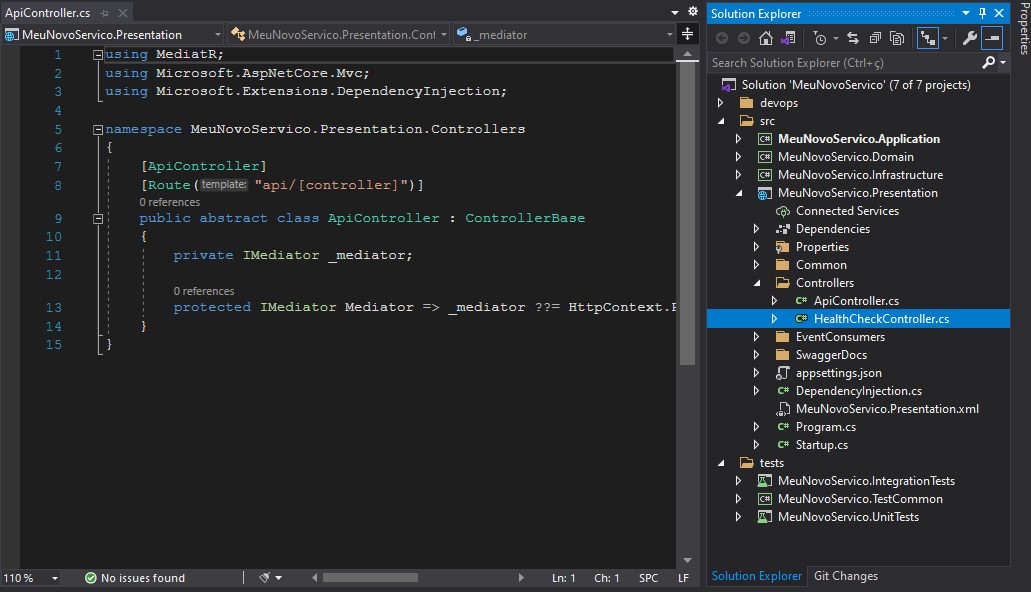 ApiController.cs
MeuNovoServico.Presentation
MeuNovoServico.Presentation.Cont
_mediator
1 using MediatR;
2 using Microsoft.AspNetCore.Mvc;
3 using Microsoft.Extensions.DependencyInjection;
4
5 namespace MeuNovoServico.Presentation.Controllers
6 {
7 [ApiController]
8 [Route(template: "api/[controller]")]
0 references
9 public abstract class ApiController : ControllerBase
10 {
11 private IMediator _mediator;
12
0 references
13 protected IMediator Mediator => _mediator ??= HttpContext.R
14 }
15 }
110 %
No issues found
Ln: 1 Ch: 1 SPC LF
Solution Explorer
Search Solution Explorer (Ctrl+ç)
Solution 'MeuNovoServico' (7 of 7 projects)
devops
src
C# MeuNovoServico.Application
C# MeuNovoServico.Domain
C# MeuNovoServico.Infrastructure
MeuNovoServico.Presentation
Connected Services
Dependencies
Properties
Common
Controllers
C# ApiController.cs
C# HealthCheckController.cs
EventConsumers
SwaggerDocs
appsettings.json
C# DependencyInjection.cs
MeuNovoServico.Presentation.xml
C# Program.cs
C# Startup.cs
tests
MeuNovoServico.IntegrationTests
C# MeuNovoServico.TestCommon
MeuNovoServico.UnitTests
Solution Explorer
Git Changes
Properties